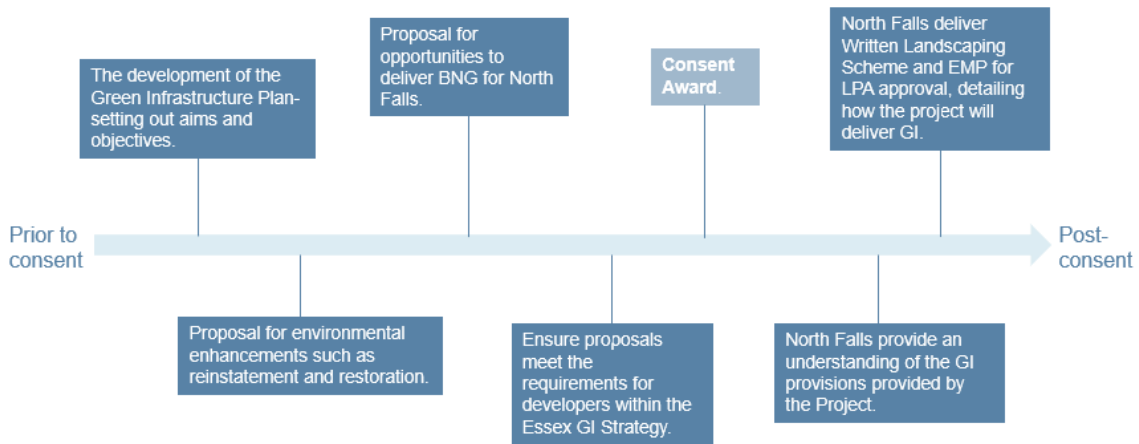 The development of the
Green Infrastructure Plan-
setting out aims and
objectives.
Proposal for
opportunities to
deliver BNG for North
Falls.
Consent
Award.
North Falls deliver
Written Landscaping
Scheme and EMP for
LPA approval, detailing
how the project will
deliver GI.
Prior to
consent
Post-
consent
Proposal for environmental
enhancements such as
reinstatement and restoration.
Ensure proposals
meet the
requirements for
developers within the
Essex GI Strategy.
North Falls provide an
understanding of the GI
provisions provided by
the Project.